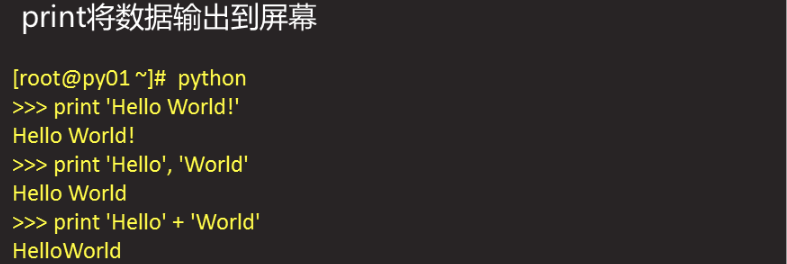 print将数据输出到屏幕
[root@py01 ~]# python
>>> print 'Hello World!'
Hello World!
>>> print 'Hello', 'World'
Hello World
>>> print 'Hello' + 'World'
HelloWorld